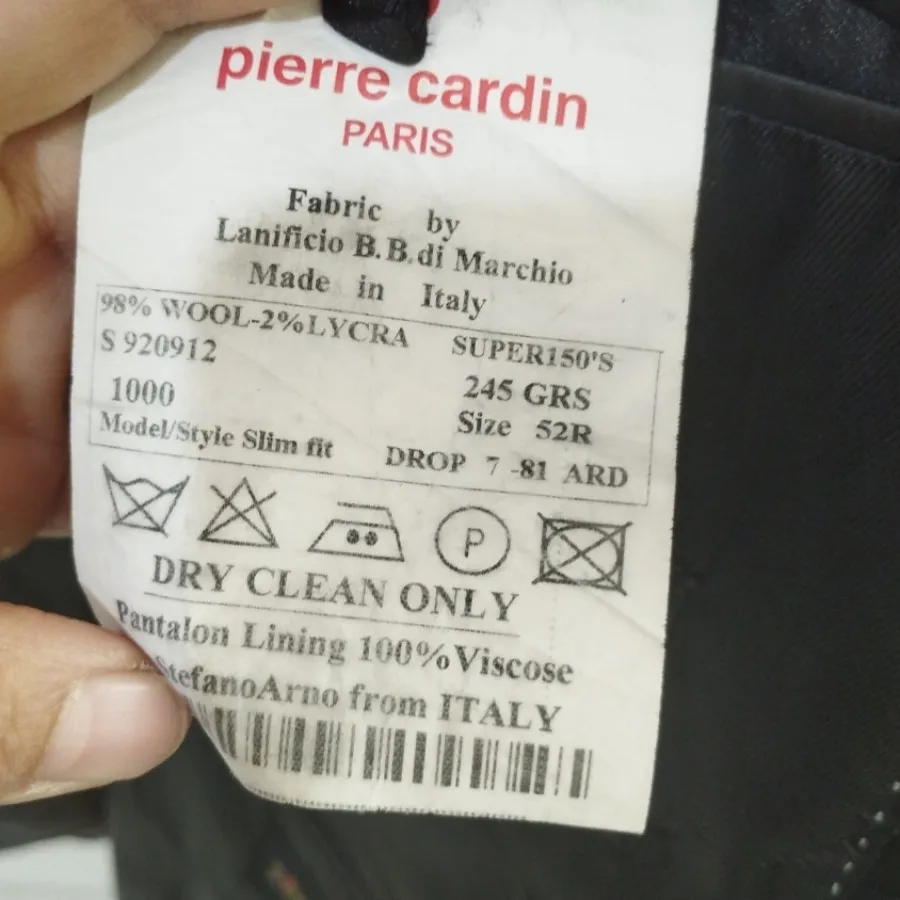 pierre cardin
PARIS
Fabric by
Lanificio B.B.di Marchio
Made in Italy
98% WOOL-2%LYCRA SUPER150'S
S 920912 245 GRS
1000 Size 52R
Model/Style Slim fit DROP 7 -81 ARD
P
DRY CLEAN ONLY
Pantalon Lining 100%Viscose
StefanoArno from ITALY